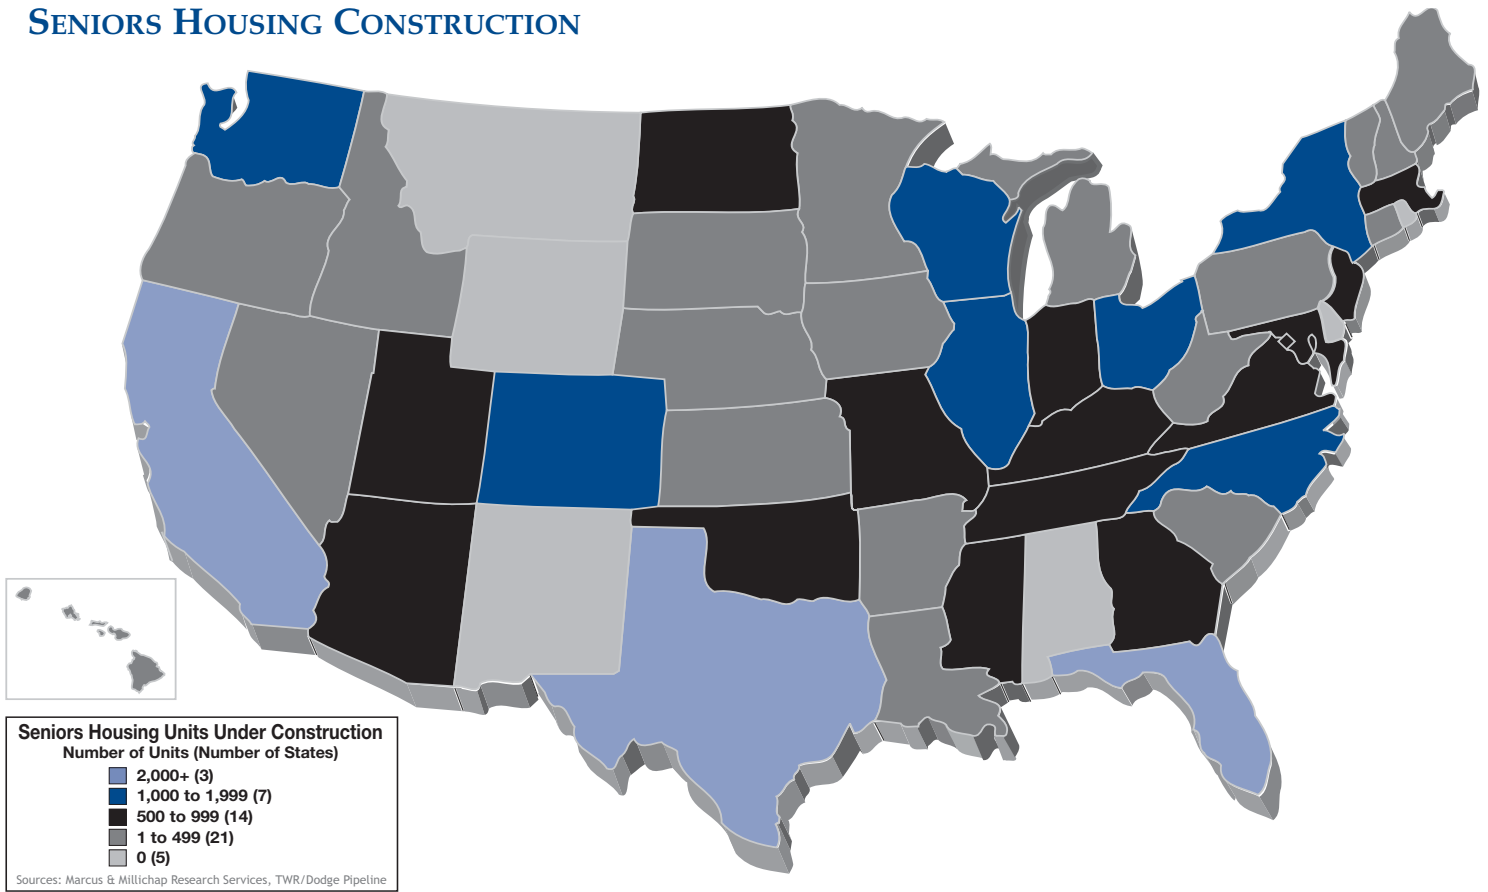 Seniors Housing Construction
Seniors Housing Units Under Construction
Number of Units (Number of States)
2,000+ (3)
1,000 to 1,999 (7)
500 to 999 (14)
1 to 499 (21)
0 (5)
Sources: Marcus & Millichap Research Services, TWR/Dodge Pipeline